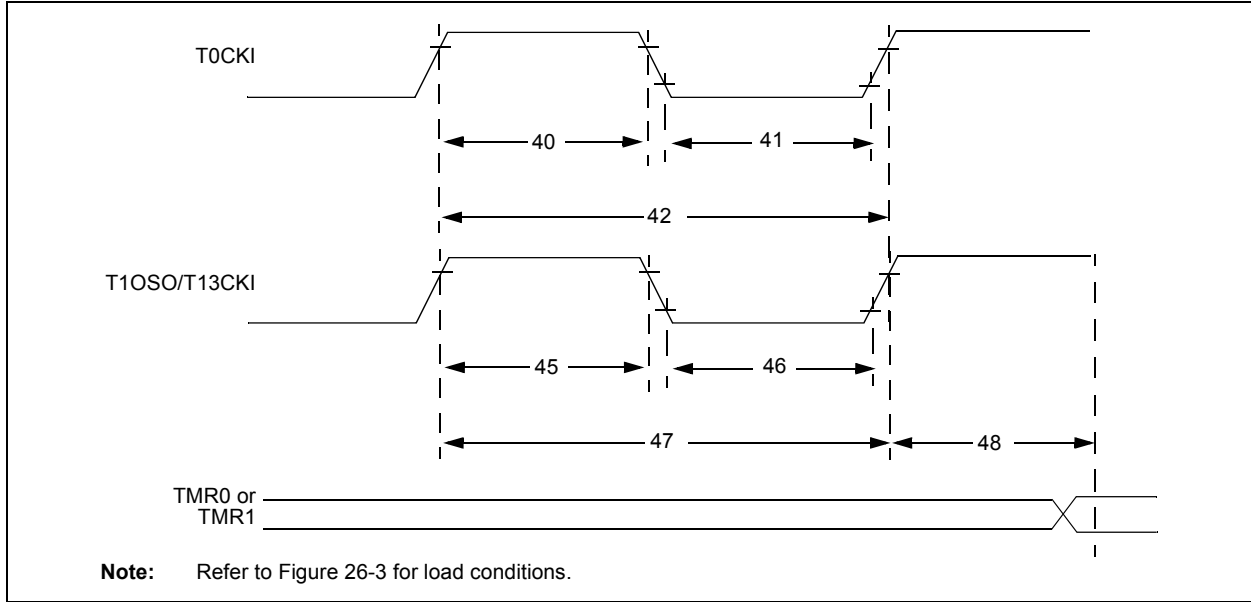 T0CKI
40
41
42
T1OSO/T13CKI
45
46
47
48
TMR0 or
TMR1
Note: Refer to Figure 26-3 for load conditions.